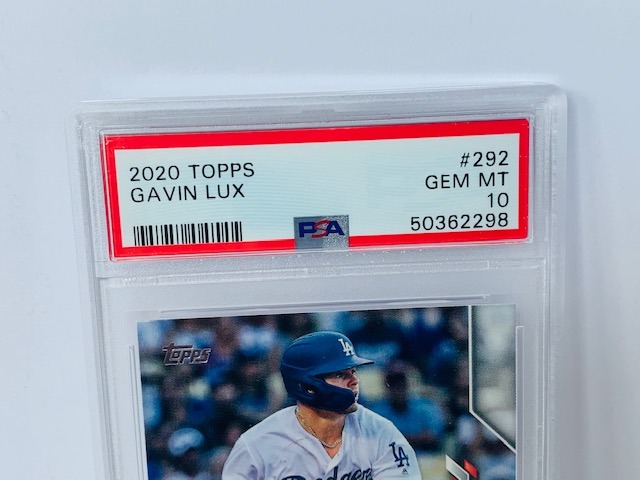 2020 TOPPS
GAVIN LUX
#292
GEM MT
10
50362298
PSA
Topps
LA
LA
Dodgers